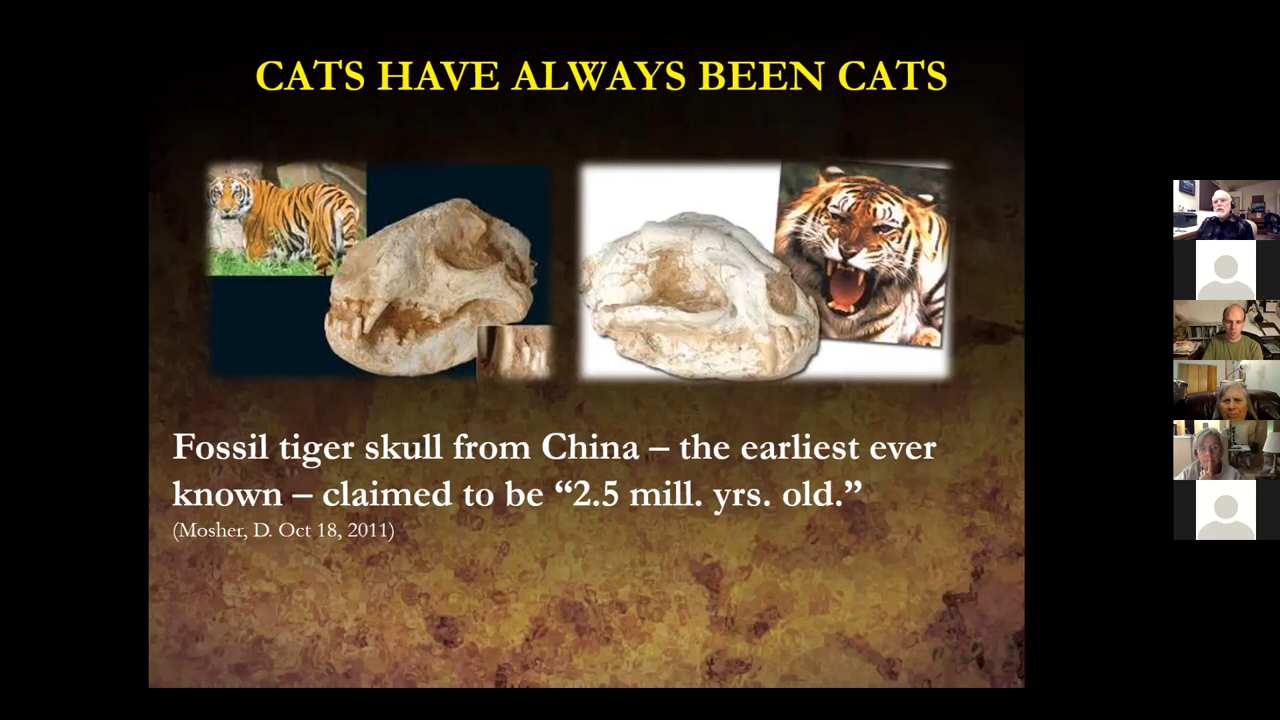 CATS HAVE ALWAYS BEEN CATS
Fossil tiger skull from China – the earliest ever
known – claimed to be “2.5 mill. yrs. old.”
(Mosher, D. Oct 18, 2011)